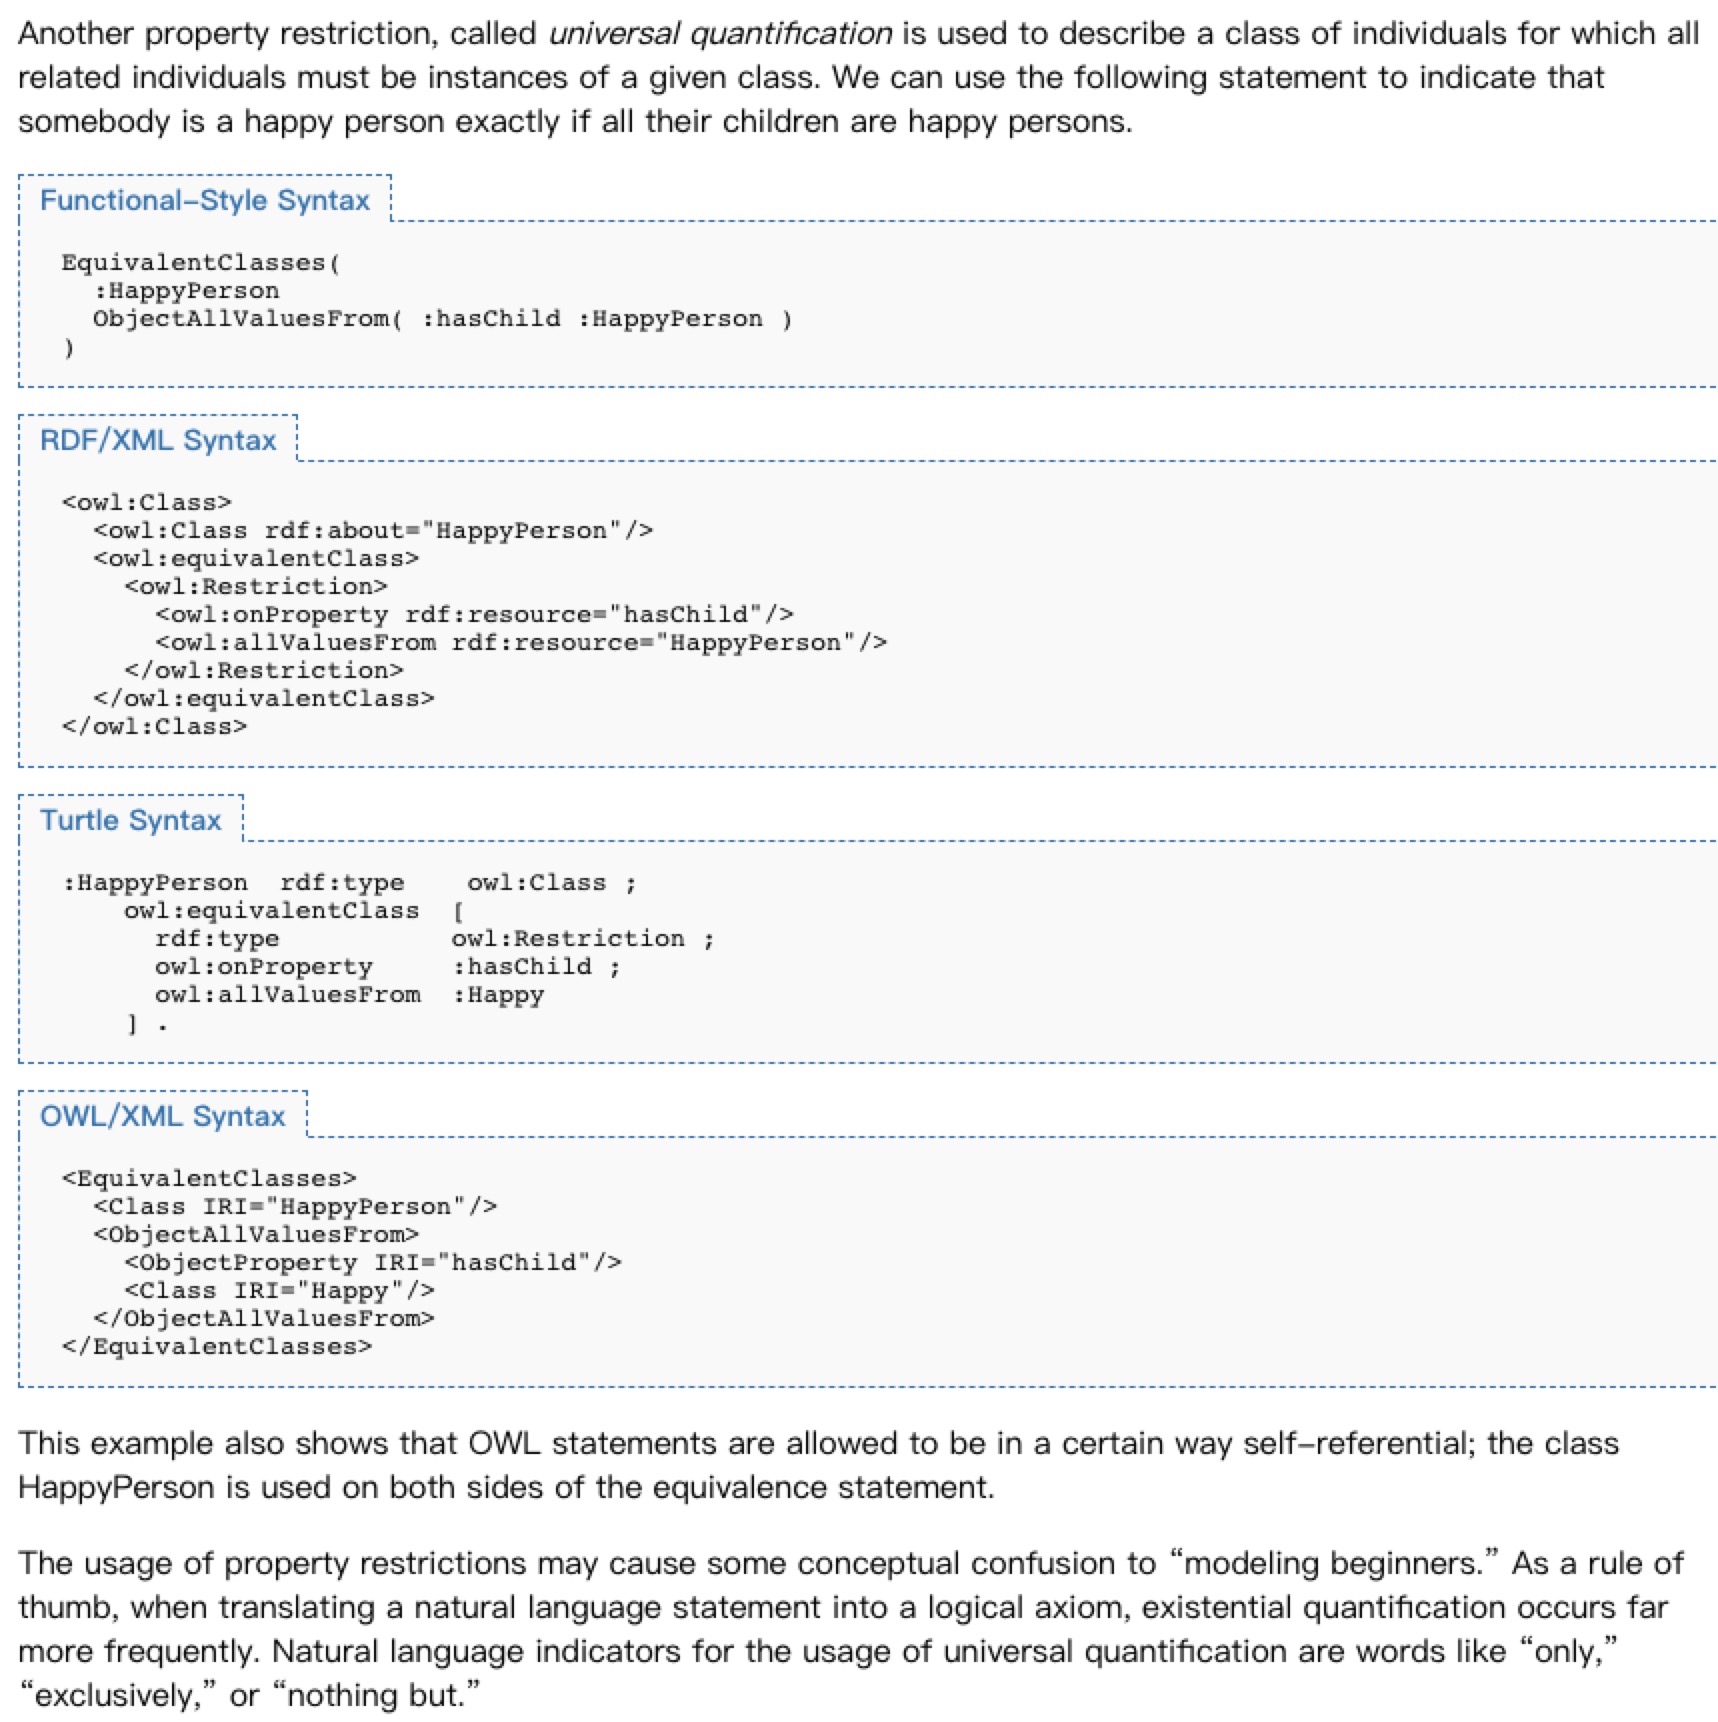 Another property restriction, called universal quantification is used to describe a class of individuals for which all
related individuals must be instances of a given class. We can use the following statement to indicate that
somebody is a happy person exactly if all their children are happy persons.
Functional–Style Syntax
EquivalentClasses(
  :HappyPerson
  ObjectAllValuesFrom( :hasChild :HappyPerson )
)
RDF/XML Syntax
<owl:Class>
  <owl:Class rdf:about="HappyPerson"/>
  <owl:equivalentClass>
    <owl:Restriction>
      <owl:onProperty rdf:resource="hasChild"/>
      <owl:allValuesFrom rdf:resource="HappyPerson"/>
    </owl:Restriction>
  </owl:equivalentClass>
</owl:Class>
Turtle Syntax
:HappyPerson  rdf:type    owl:Class ;
    owl:equivalentClass  [
      rdf:type           owl:Restriction ;
      owl:onProperty     :hasChild ;
      owl:allValuesFrom  :Happy
    ] .
OWL/XML Syntax
<EquivalentClasses>
  <Class IRI="HappyPerson"/>
  <ObjectAllValuesFrom>
    <ObjectProperty IRI="hasChild"/>
    <Class IRI="Happy"/>
  </ObjectAllValuesFrom>
</EquivalentClasses>
This example also shows that OWL statements are allowed to be in a certain way self–referential; the class
HappyPerson is used on both sides of the equivalence statement.
The usage of property restrictions may cause some conceptual confusion to “modeling beginners.” As a rule of
thumb, when translating a natural language statement into a logical axiom, existential quantification occurs far
more frequently. Natural language indicators for the usage of universal quantification are words like “only,”
“exclusively,” or “nothing but.”